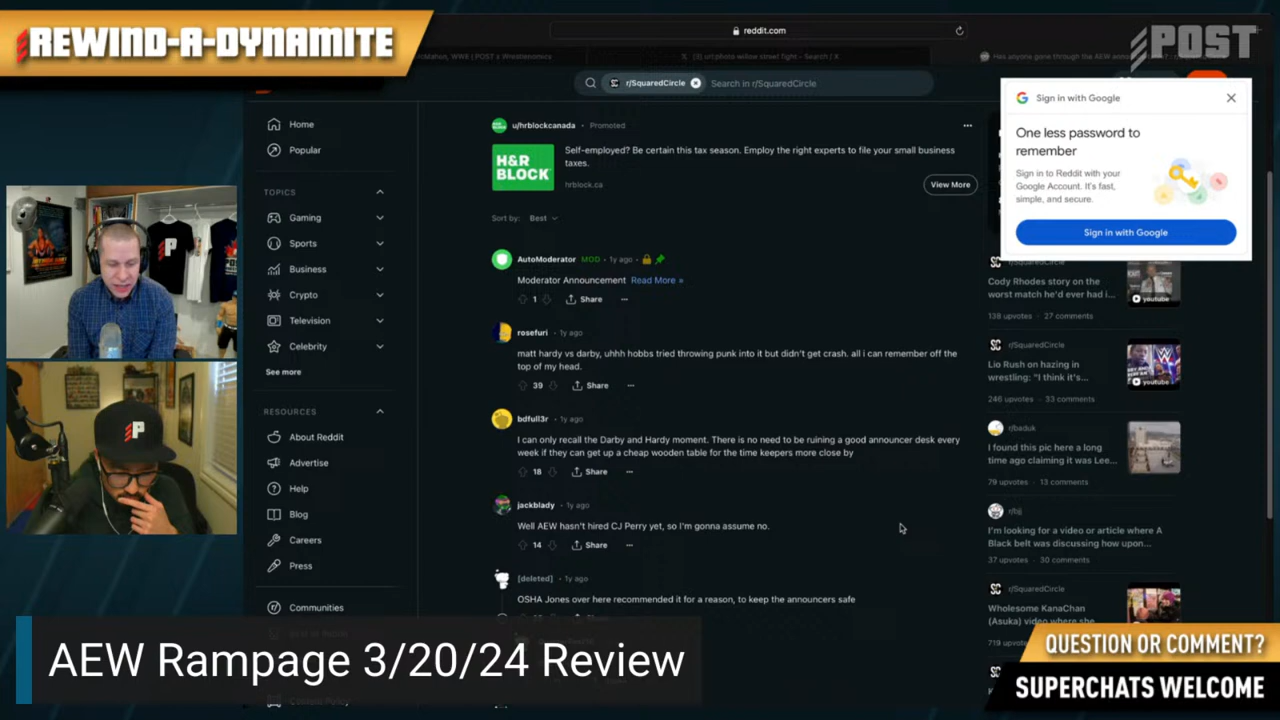 REWIND-A-DYNAMITE
reddit.com
POST
McMahon, WWE | POST x Wrestlenomics
Has anyone gone through the AEW
r/SquaredCircle
Search in r/SquaredCircle
Home
Popular
TOPICS
Gaming
Sports
Business
Crypto
Television
Celebrity
See more
RESOURCES
About Reddit
Advertise
Help
Blog
Careers
Press
Communities
u/hrblockcanada · Promoted
H&R
BLOCK
Self-employed? Be certain this tax season. Employ the right experts to file your small business
taxes.
hrblock.ca
View More
Sort by: Best
AutoModerator MOD · 1y ago ·
Moderator Announcement Read More »
1 Share
rosefuri · 1y ago
matt hardy vs darby, uhhh hobbs tried throwing punk into it but didn't get crash. all i can remember off the
top of my head.
39 Share
bdfull3r · 1y ago
I can only recall the Darby and Hardy moment. There is no need to be ruining a good announcer desk every
week if they can get up a cheap wooden table for the time keepers more close by
18 Share
jackblady · 1y ago
Well AEW hasn't hired CJ Perry yet, so I'm gonna assume no.
14 Share
[deleted] · 1y ago
OSHA Jones over here recommended it for a reason, to keep the announcers safe
Sign in with Google
One less password to
remember
Sign in to Reddit with your
Google Account. It's fast,
simple, and secure.
Sign in with Google
r/SquaredCircle
Cody Rhodes story on the
worst match he'd ever had i...
138 upvotes · 27 comments
youtube
r/SquaredCircle
Lio Rush on hazing in
wrestling: "I think it's...
246 upvotes · 33 comments
youtube
r/baduk
I found this pic here a long
time ago claiming it was Lee...
79 upvotes · 13 comments
r/bjj
I'm looking for a video or article where A
Black belt was discussing how upon...
37 upvotes · 30 comments
r/SquaredCircle
Wholesome KanaChan
(Asuka) video where she
719 upvotes
AEW Rampage 3/20/24 Review
QUESTION OR COMMENT?
SUPERCHATS WELCOME